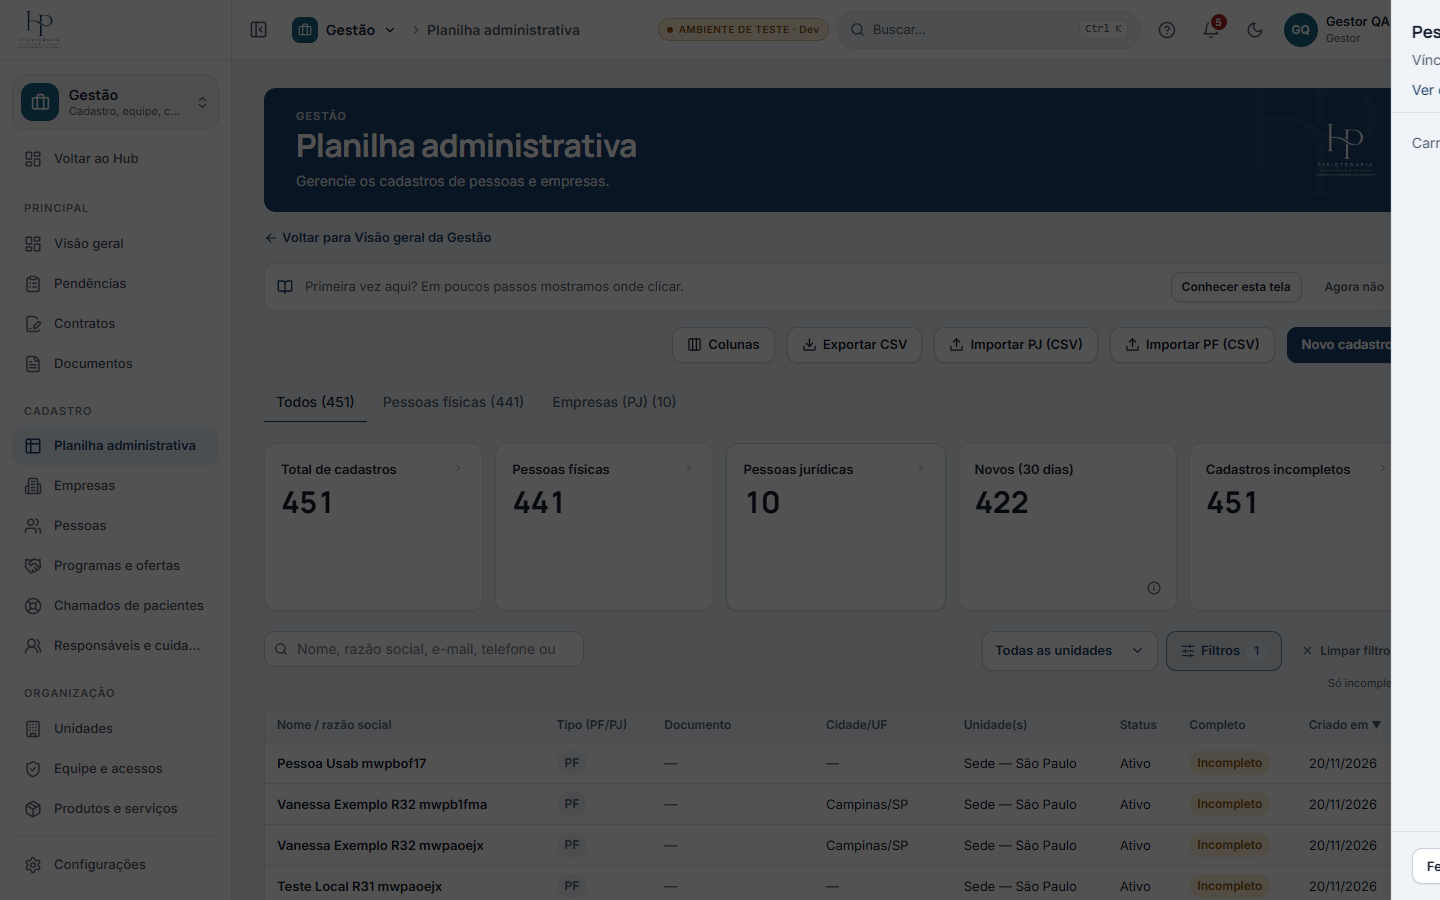 HP
FISIOTERAPIA
Gestão
Planilha administrativa
AMBIENTE DE TESTE · Dev
Buscar...
Ctrl K
5
GQ
Gestor QA
Gestor
Gestão
Cadastro, equipe, c...
Voltar ao Hub
PRINCIPAL
Visão geral
Pendências
Contratos
Documentos
CADASTRO
Planilha administrativa
Empresas
Pessoas
Programas e ofertas
Chamados de pacientes
Responsáveis e cuida...
ORGANIZAÇÃO
Unidades
Equipe e acessos
Produtos e serviços
Configurações
GESTÃO
Planilha administrativa
Gerencie os cadastros de pessoas e empresas.
HP
FISIOTERAPIA
Voltar para Visão geral da Gestão
Primeira vez aqui? Em poucos passos mostramos onde clicar.
Conhecer esta tela
Agora não
Colunas
Exportar CSV
Importar PJ (CSV)
Importar PF (CSV)
Novo cadastro
Todos (451)
Pessoas físicas (441)
Empresas (PJ) (10)
Total de cadastros
451
Pessoas físicas
441
Pessoas jurídicas
10
Novos (30 dias)
422
Cadastros incompletos
451
Nome, razão social, e-mail, telefone ou
Todas as unidades
Filtros 1
Limpar filtro
Só incomple
Nome / razão social Tipo (PF/PJ) Documento Cidade/UF Unidade(s) Status Completo Criado em ▼
Pessoa Usab mwpbof17 PF — — Sede — São Paulo Ativo Incompleto 20/11/2026
Vanessa Exemplo R32 mwpb1fma PF — Campinas/SP Sede — São Paulo Ativo Incompleto 20/11/2026
Vanessa Exemplo R32 mwpaoejx PF — Campinas/SP Sede — São Paulo Ativo Incompleto 20/11/2026
Teste Local R31 mwpaoejx PF — — Sede — São Paulo Ativo Incompleto 20/11/2026
Pes
Vínc
Ver
Carr
Fe